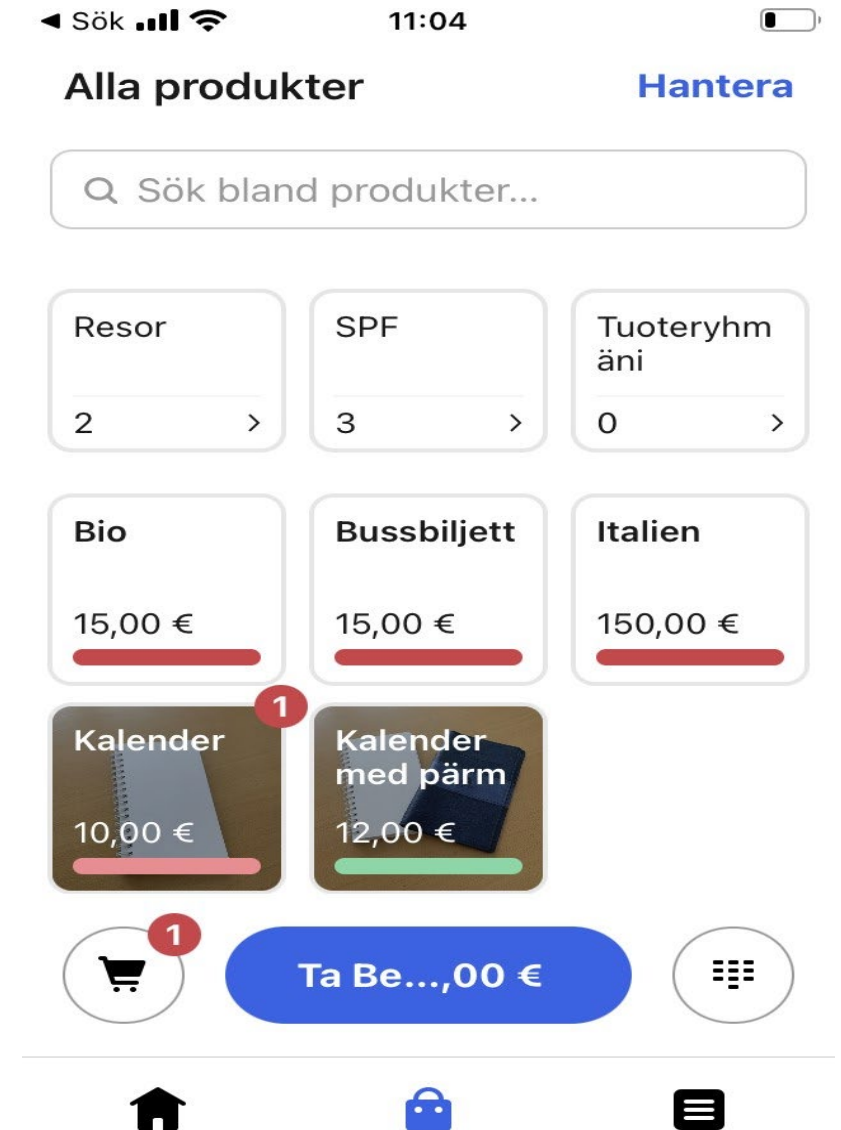 Sök
11:04
Alla produkter
Hantera
Sök bland produkter...
Resor
2
SPF
3
Tuoteryhm
äni
0
Bio
15,00 €
Bussbiljett
15,00 €
Italien
150,00 €
1
Kalender
10,00 €
Kalender
med pärm
12,00 €
1
Ta Be...,00 €